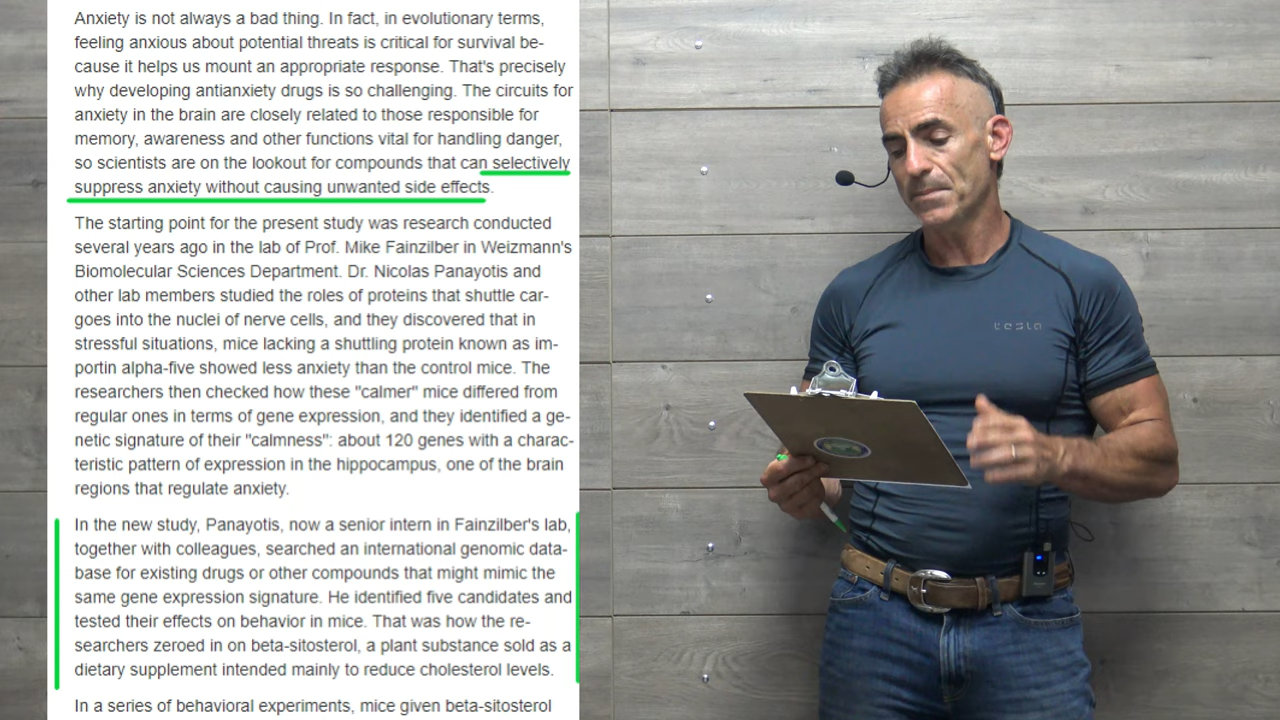 Anxiety is not always a bad thing. In fact, in evolutionary terms,
feeling anxious about potential threats is critical for survival be-
cause it helps us mount an appropriate response. That's precisely
why developing antianxiety drugs is so challenging. The circuits for
anxiety in the brain are closely related to those responsible for
memory, awareness and other functions vital for handling danger,
so scientists are on the lookout for compounds that can selectively
suppress anxiety without causing unwanted side effects.
The starting point for the present study was research conducted
several years ago in the lab of Prof. Mike Fainzilber in Weizmann's
Biomolecular Sciences Department. Dr. Nicolas Panayotis and
other lab members studied the roles of proteins that shuttle car-
goes into the nuclei of nerve cells, and they discovered that in
stressful situations, mice lacking a shuttling protein known as im-
portin alpha-five showed less anxiety than the control mice. The
researchers then checked how these "calmer" mice differed from
regular ones in terms of gene expression, and they identified a ge-
netic signature of their "calmness": about 120 genes with a charac-
teristic pattern of expression in the hippocampus, one of the brain
regions that regulate anxiety.
In the new study, Panayotis, now a senior intern in Fainzilber's lab,
together with colleagues, searched an international genomic data-
base for existing drugs or other compounds that might mimic the
same gene expression signature. He identified five candidates and
tested their effects on behavior in mice. That was how the re-
searchers zeroed in on beta-sitosterol, a plant substance sold as a
dietary supplement intended mainly to reduce cholesterol levels.
In a series of behavioral experiments, mice given beta-sitosterol
tesla